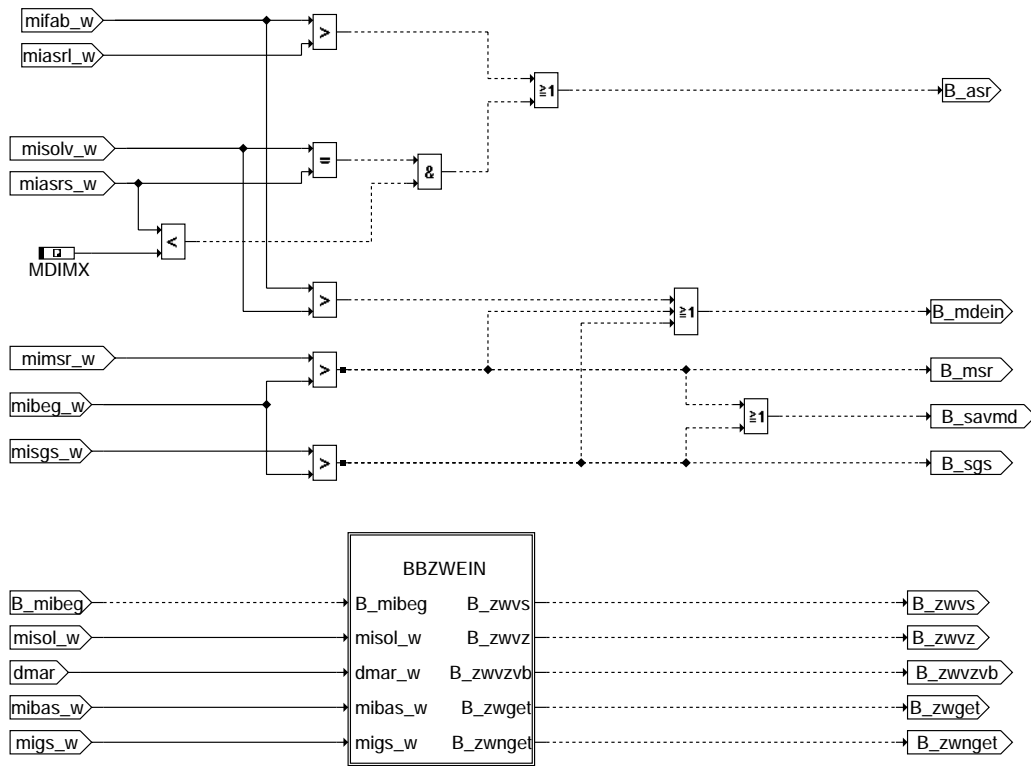 mifab_w
>
miasrl_w
≧1
B_asr
misolv_w
=
&
miasrs_w
<
MDIMX
>
≧1
B_mdein
mimsr_w
>
B_msr
mibeg_w
≧1
B_savmd
misgs_w
>
B_sgs
BBZWEIN
B_mibeg
B_mibeg
B_zwvs
B_zwvs
misol_w
misol_w
B_zwvz
B_zwvz
dmar
dmar_w
B_zwvzvb
B_zwvzvb
mibas_w
mibas_w
B_zwget
B_zwget
migs_w
migs_w
B_zwnget
B_zwnget